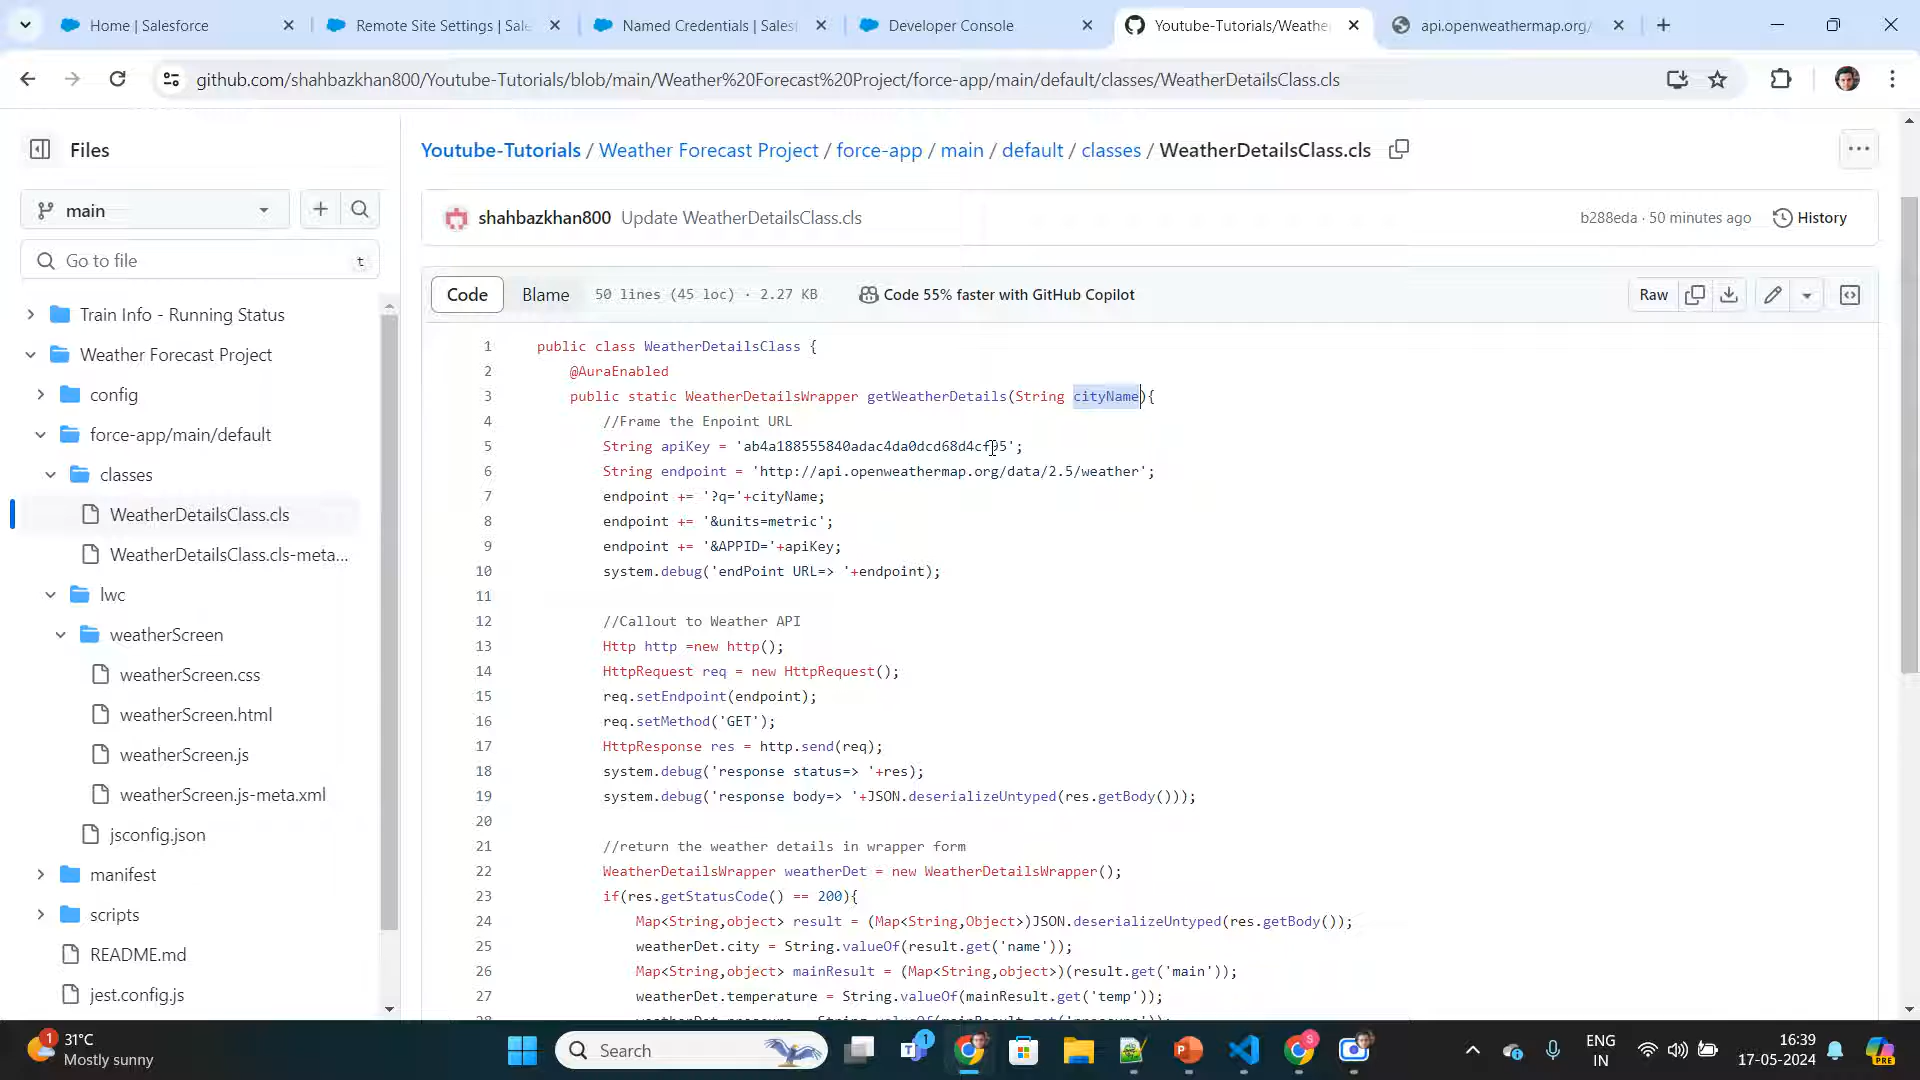 Home | Salesforce
Remote Site Settings | Sale
Named Credentials | Salest
Developer Console
Youtube-Tutorials/Weather
api.openweathermap.org/
github.com/shahbazkhan800/Youtube-Tutorials/blob/main/Weather%20Forecast%20Project/force-app/main/default/classes/WeatherDetailsClass.cls
Files
Youtube-Tutorials / Weather Forecast Project / force-app / main / default / classes / WeatherDetailsClass.cls
main
shahbazkhan800 Update WeatherDetailsClass.cls
b288eda · 50 minutes ago
History
Go to file
t
Code
Blame
50 lines (45 loc) · 2.27 KB
Code 55% faster with GitHub Copilot
Raw
Train Info - Running Status
Weather Forecast Project
config
force-app/main/default
classes
WeatherDetailsClass.cls
WeatherDetailsClass.cls-meta...
lwc
weatherScreen
weatherScreen.css
weatherScreen.html
weatherScreen.js
weatherScreen.js-meta.xml
jsconfig.json
manifest
scripts
README.md
jest.config.js
1 public class WeatherDetailsClass {
2 @AuraEnabled
3 public static WeatherDetailsWrapper getWeatherDetails(String cityName){
4 //Frame the Enpoint URL
5 String apiKey = 'ab4a188555840adac4da0dcd68d4cf95';
6 String endpoint = 'http://api.openweathermap.org/data/2.5/weather';
7 endpoint += '?q='+cityName;
8 endpoint += '&units=metric';
9 endpoint += '&APPID='+apiKey;
10 system.debug('endPoint URL=> '+endpoint);
11
12 //Callout to Weather API
13 Http http =new http();
14 HttpRequest req = new HttpRequest();
15 req.setEndpoint(endpoint);
16 req.setMethod('GET');
17 HttpResponse res = http.send(req);
18 system.debug('response status=> '+res);
19 system.debug('response body=> '+JSON.deserializeUntyped(res.getBody()));
20
21 //return the weather details in wrapper form
22 WeatherDetailsWrapper weatherDet = new WeatherDetailsWrapper();
23 if(res.getStatusCode() == 200){
24 Map<String,object> result = (Map<String,Object>)JSON.deserializeUntyped(res.getBody());
25 weatherDet.city = String.valueOf(result.get('name'));
26 Map<String,object> mainResult = (Map<String,object>)(result.get('main'));
27 weatherDet.temperature = String.valueOf(mainResult.get('temp'));
1
31°C
Mostly sunny
Search
1
S
ENG
IN
16:39
17-05-2024
PRE